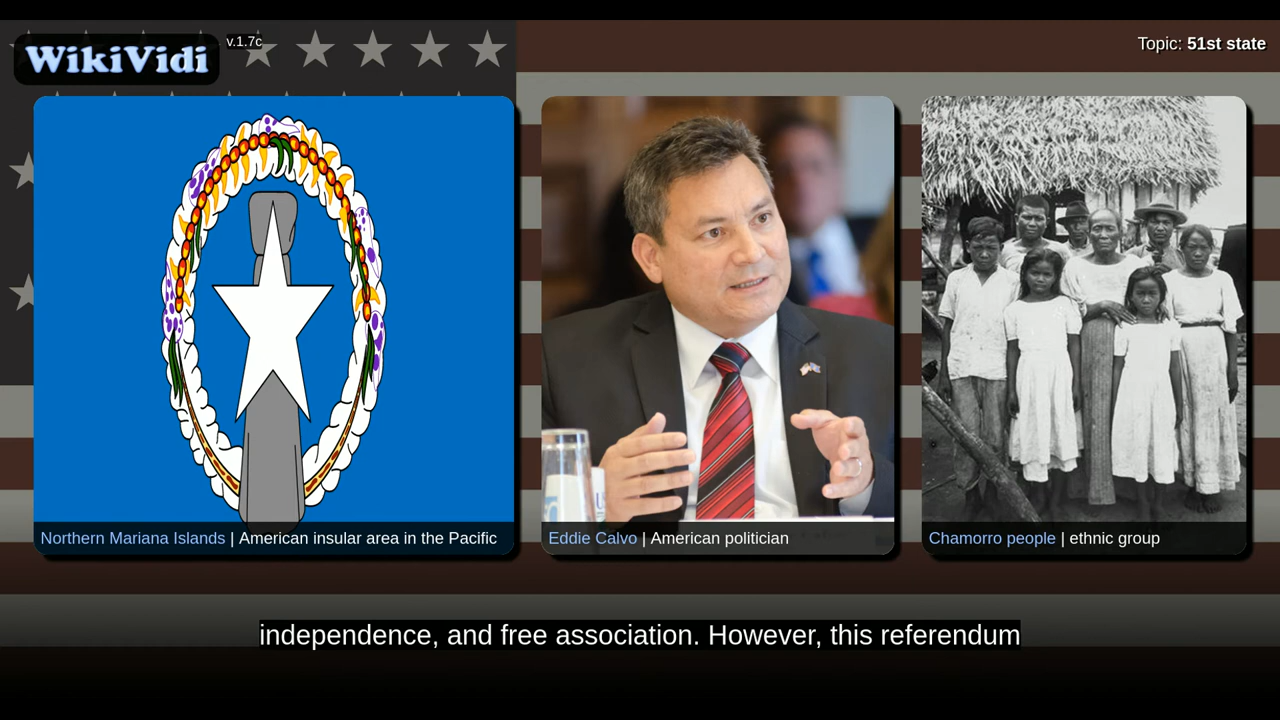 WikiVidi
v.1.7c
Topic: 51st state
Northern Mariana Islands | American insular area in the Pacific
Eddie Calvo | American politician
Chamorro people | ethnic group
independence, and free association. However, this referendum